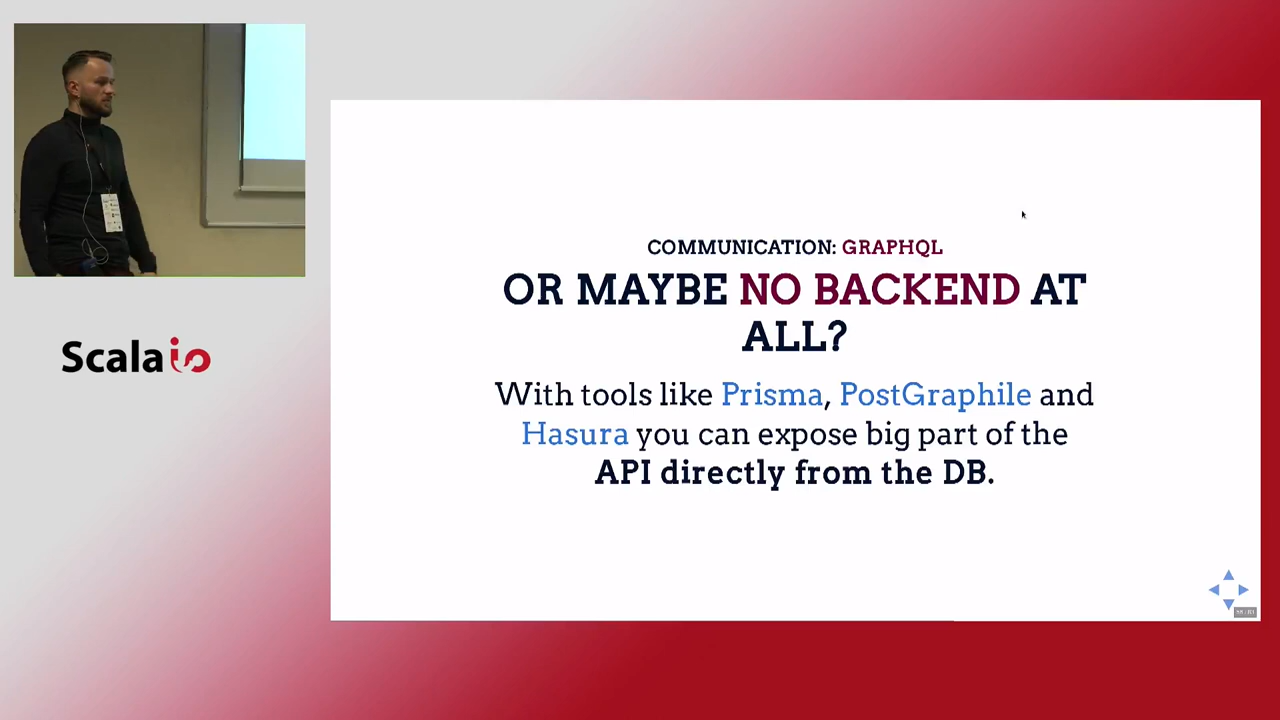 COMMUNICATION: GRAPHQL
OR MAYBE NO BACKEND AT
ALL?
With tools like Prisma, PostGraphile and
Hasura you can expose big part of the
API directly from the DB.
Scala io